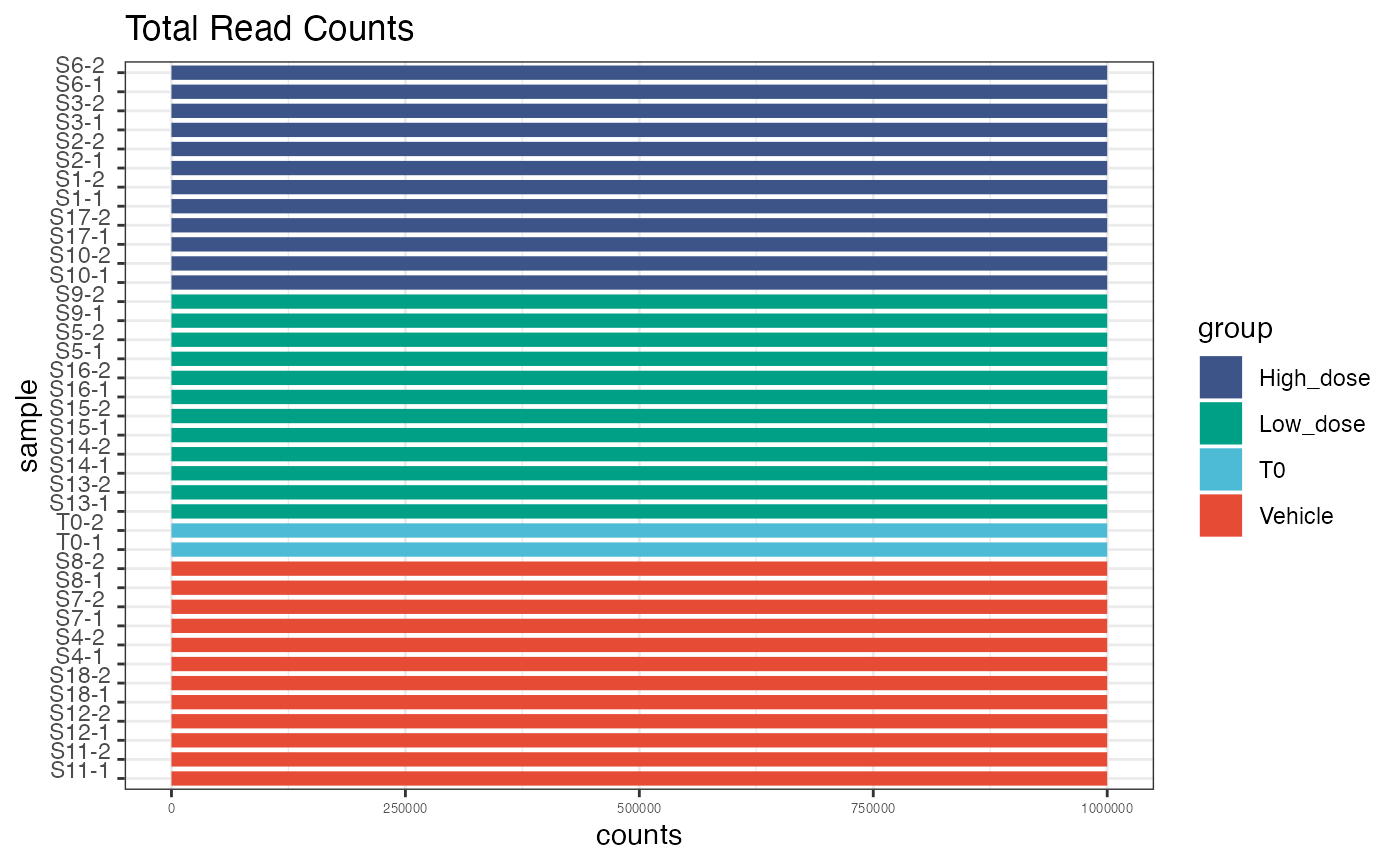 Total Read Counts
S6-2
S6-1
S3-2
S3-1
S2-2
S2-1
S1-2
S1-1
S17-2
S17-1
S10-2
S10-1
S9-2
S9-1
S5-2
S5-1
S16-2
S16-1
S15-2
S15-1
S14-2
S14-1
S13-2
S13-1
T0-2
T0-1
S8-2
S8-1
S7-2
S7-1
S4-2
S4-1
S18-2
S18-1
S12-2
S12-1
S11-2
S11-1
sample
0 250000 500000 750000 1000000
counts
group
High_dose
Low_dose
T0
Vehicle